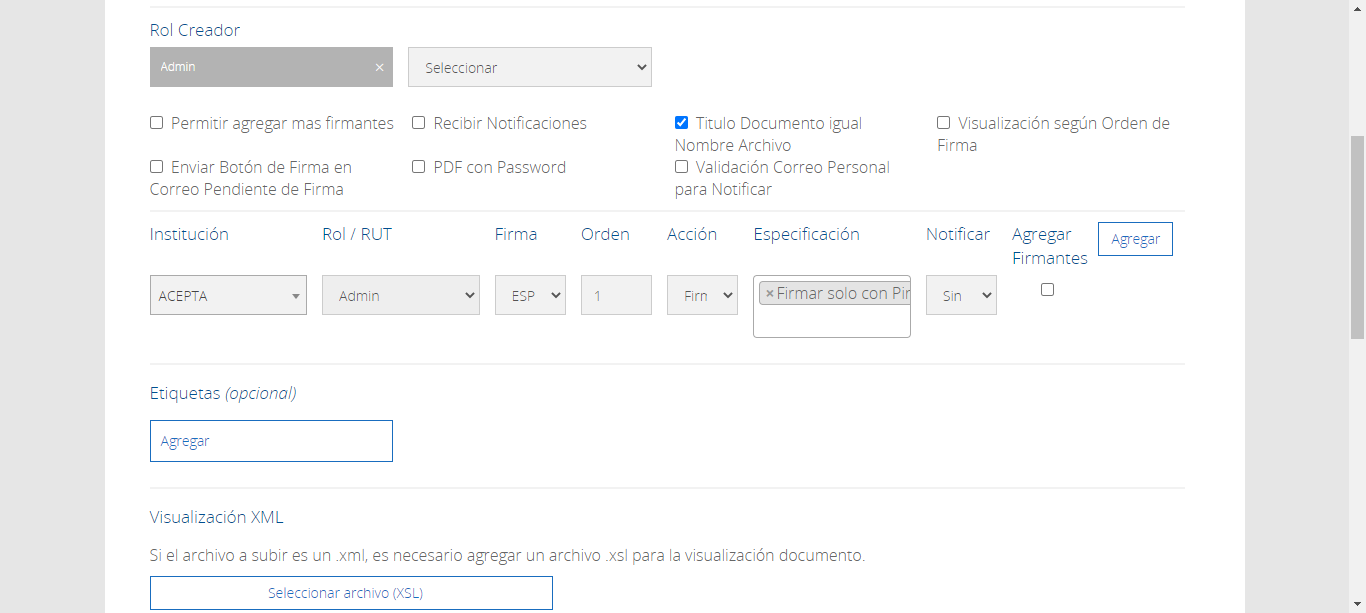 Rol Creador
Admin ×
Seleccionar
Permitir agregar mas firmantes
Recibir Notificaciones
Titulo Documento igual
Nombre Archivo
Visualización según Orden de
Firma
Enviar Botón de Firma en
Correo Pendiente de Firma
PDF con Password
Validación Correo Personal
para Notificar
Institución
Rol / RUT
Firma
Orden
Acción
Especificación
Notificar
Agregar
Firmantes
Agregar
ACEPTA
Admin
ESP
1
Firn
×Firmar solo con Pir
Sin
Etiquetas (opcional)
Agregar
Visualización XML
Si el archivo a subir es un .xml, es necesario agregar un archivo .xsl para la visualización documento.
Seleccionar archivo (XSL)